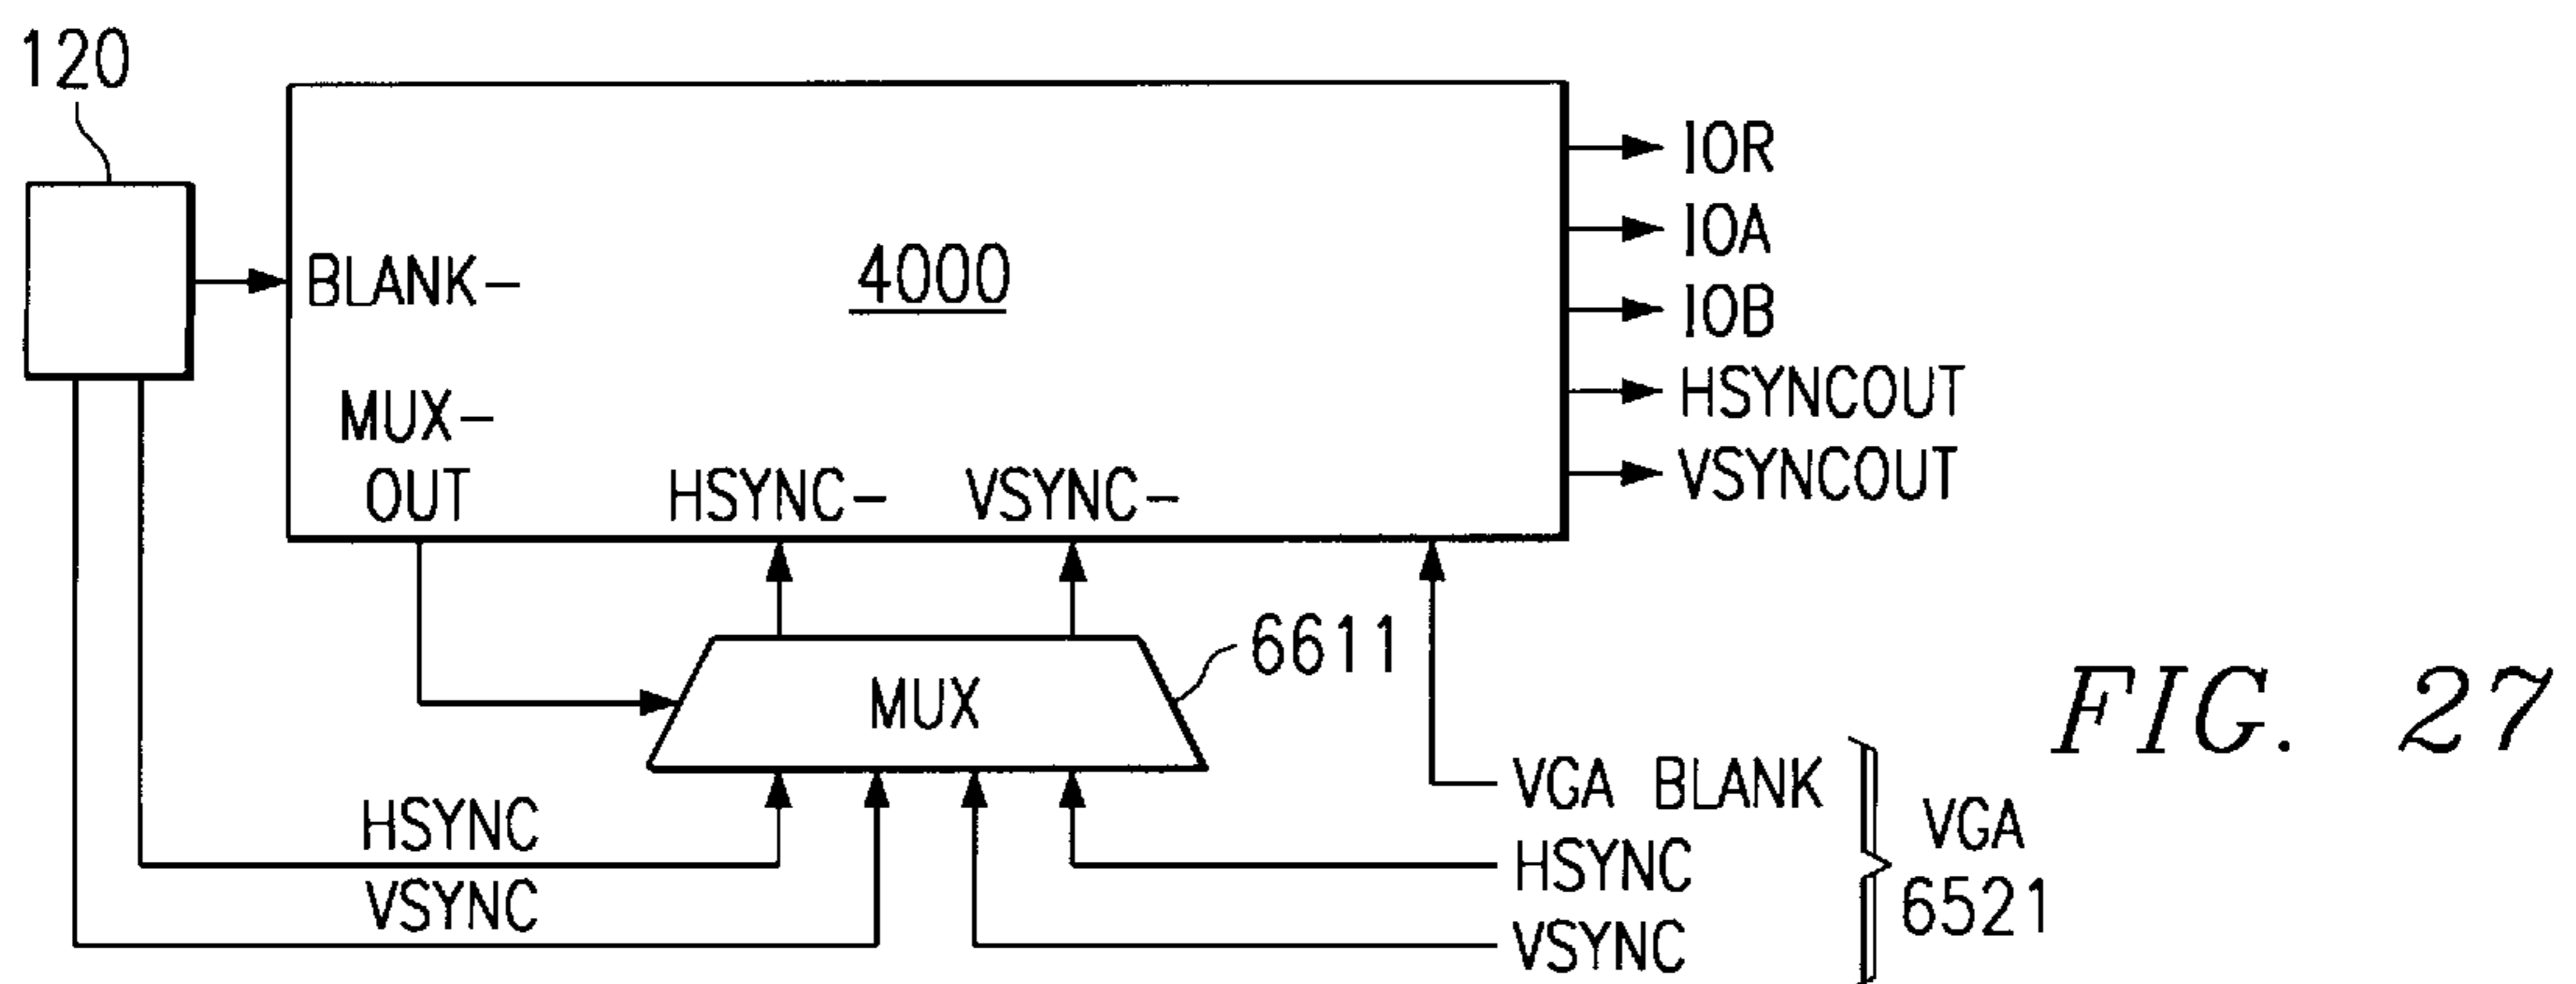 120
IOR
IOA
BLANK-
4000
IOB
MUX-
OUT
HSYNCOUT
HSYNC-
VSYNC-
VSYNCOUT
MUX
6611
FIG. 27
HSYNC
VSYNC
VGA BLANK
HSYNC
VSYNC
VGA
6521